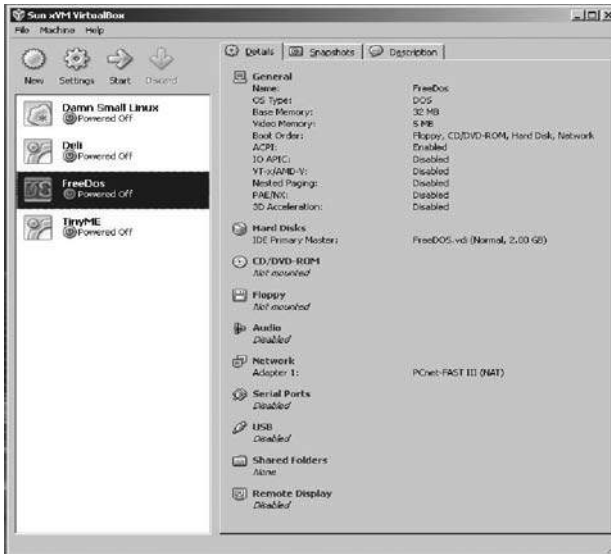 Sun xVM VirtualBox
File Machine Help
New Settings Start Discard
Damn Small Linux
Powered Off
Deli
Powered Off
FreeDos
Powered Off
TinyME
Powered Off
Details Snapshots Description
General
Name: FreeDos
OS Type: DOS
Base Memory: 32 MB
Video Memory: 5 MB
Boot Order: Floppy, CD/DVD-ROM, Hard Disk, Network
ACPI: Enabled
IO APIC: Disabled
VT-x/AMD-V: Disabled
Nested Paging: Disabled
PAE/NX: Disabled
3D Acceleration: Disabled
Hard Disks
IDE Primary Master: FreeDOS.vdi (Normal, 2.00 GB)
CD/DVD-ROM
Not mounted
Floppy
Not mounted
Audio
Disabled
Network
Adapter 1: PCnet-FAST III (NAT)
Serial Ports
Disabled
USB
Disabled
Shared Folders
None
Remote Display
Disabled